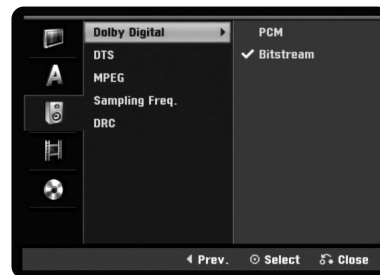 Dolby Digital
DTS
MPEG
Sampling Freq.
DRC
PCM
✓ Bitstream
A
Prev.
Select
Close